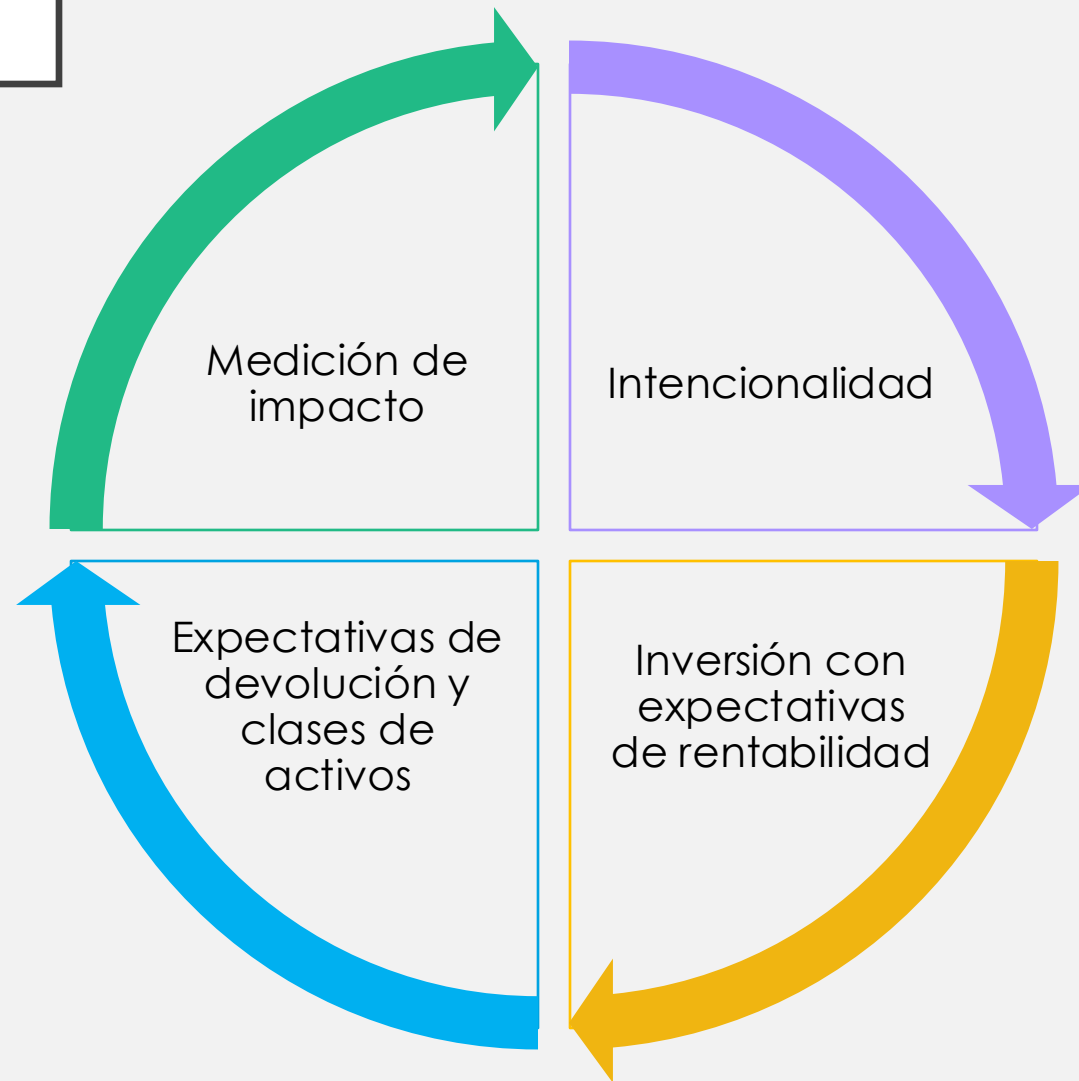 Medición de
impacto
Intencionalidad
Expectativas de
devolución y
clases de
activos
Inversión con
expectativas
de rentabilidad